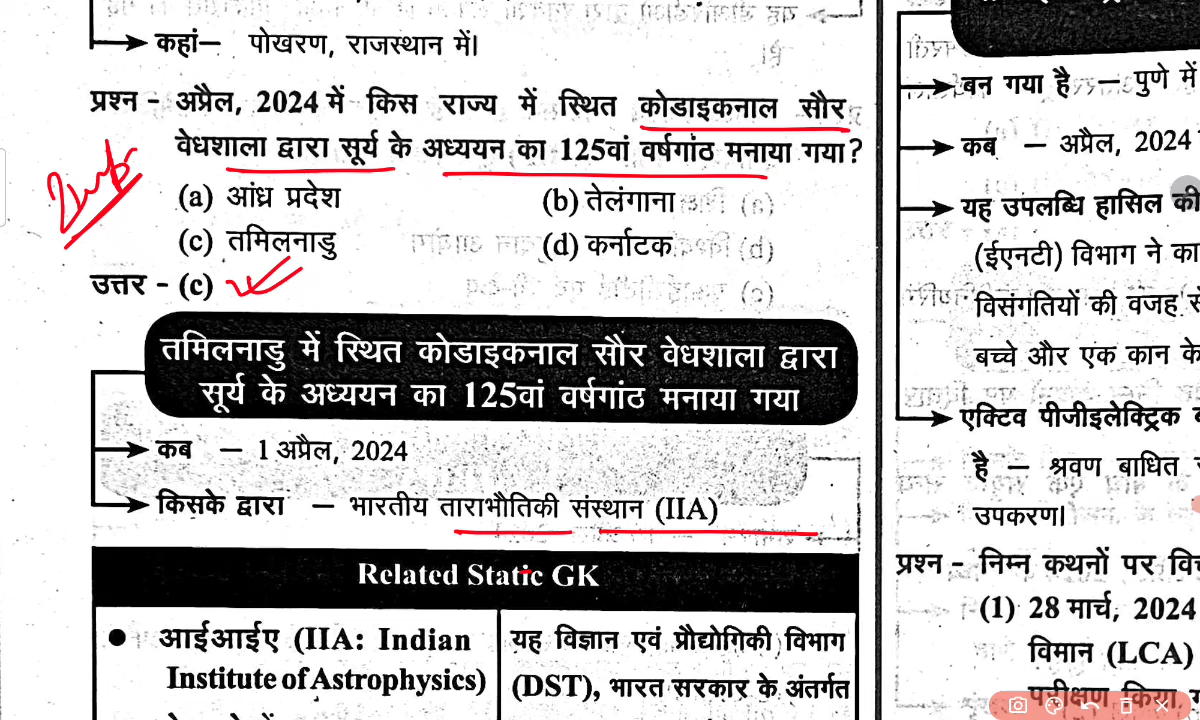 कहां— पोखरण, राजस्थान में।
प्रश्न - अप्रैल, 2024 में किस राज्य में स्थित कोडाइकनाल सौर
वेधशाला द्वारा सूर्य के अध्ययन का 125वां वर्षगांठ मनाया गया?
(a) आंध्र प्रदेश (b) तेलंगाना
(c) तमिलनाडु (d) कर्नाटक
उत्तर - (c)
तमिलनाडु में स्थित कोडाइकनाल सौर वेधशाला द्वारा
सूर्य के अध्ययन का 125वां वर्षगांठ मनाया गया
कब — 1 अप्रैल, 2024
किसके द्वारा — भारतीय ताराभौतिकी संस्थान (IIA)
Related Static GK
● आईआईए (IIA: Indian
Institute of Astrophysics)
यह विज्ञान एवं प्रौद्योगिकी विभाग
(DST), भारत सरकार के अंतर्गत
बन गया है — पुणे में
कब — अप्रैल, 2024
यह उपलब्धि हासिल की
(ईएनटी) विभाग ने का
विसंगतियों की वजह से
बच्चे और एक कान के
एक्टिव पीजीइलेक्ट्रिक
है — श्रवण बाधित
उपकरण।
प्रश्न - निम्न कथनों पर
(1) 28 मार्च, 2024
विमान (LCA)
परीक्षण किया,